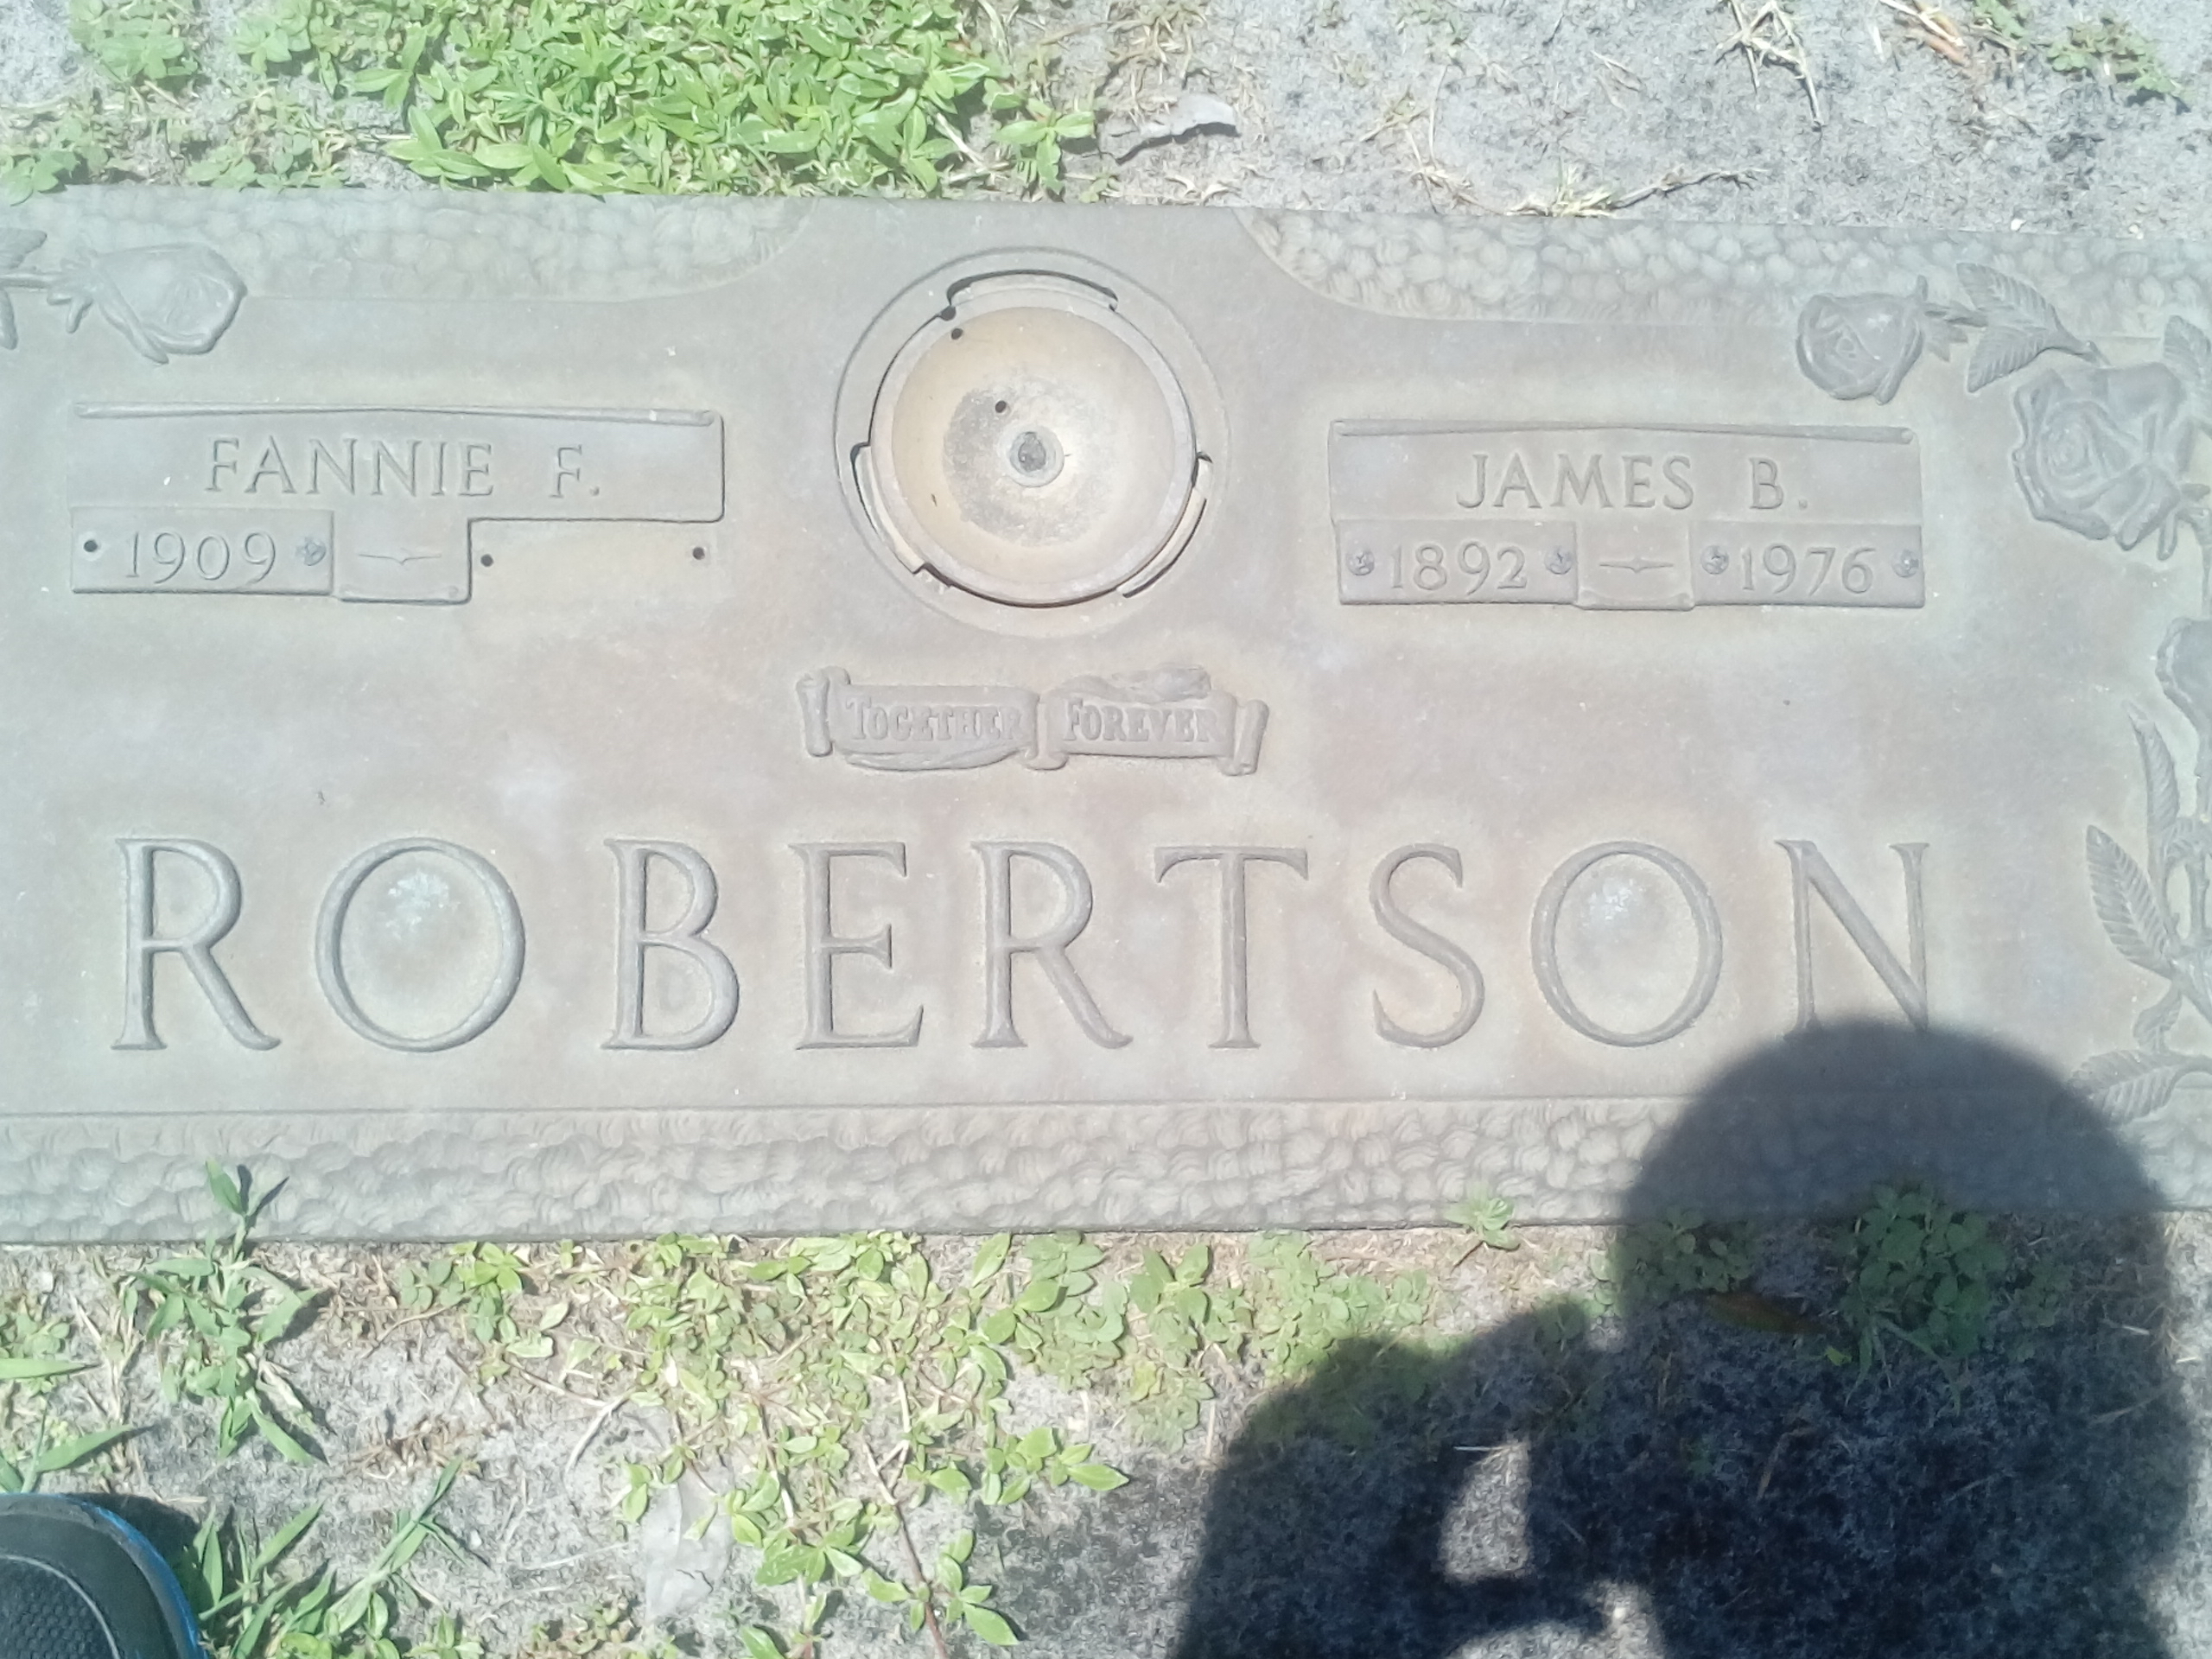 FANNIE F.
1909 —
JAMES B.
1892 — 1976
TOGETHER FOREVER
ROBERTSON